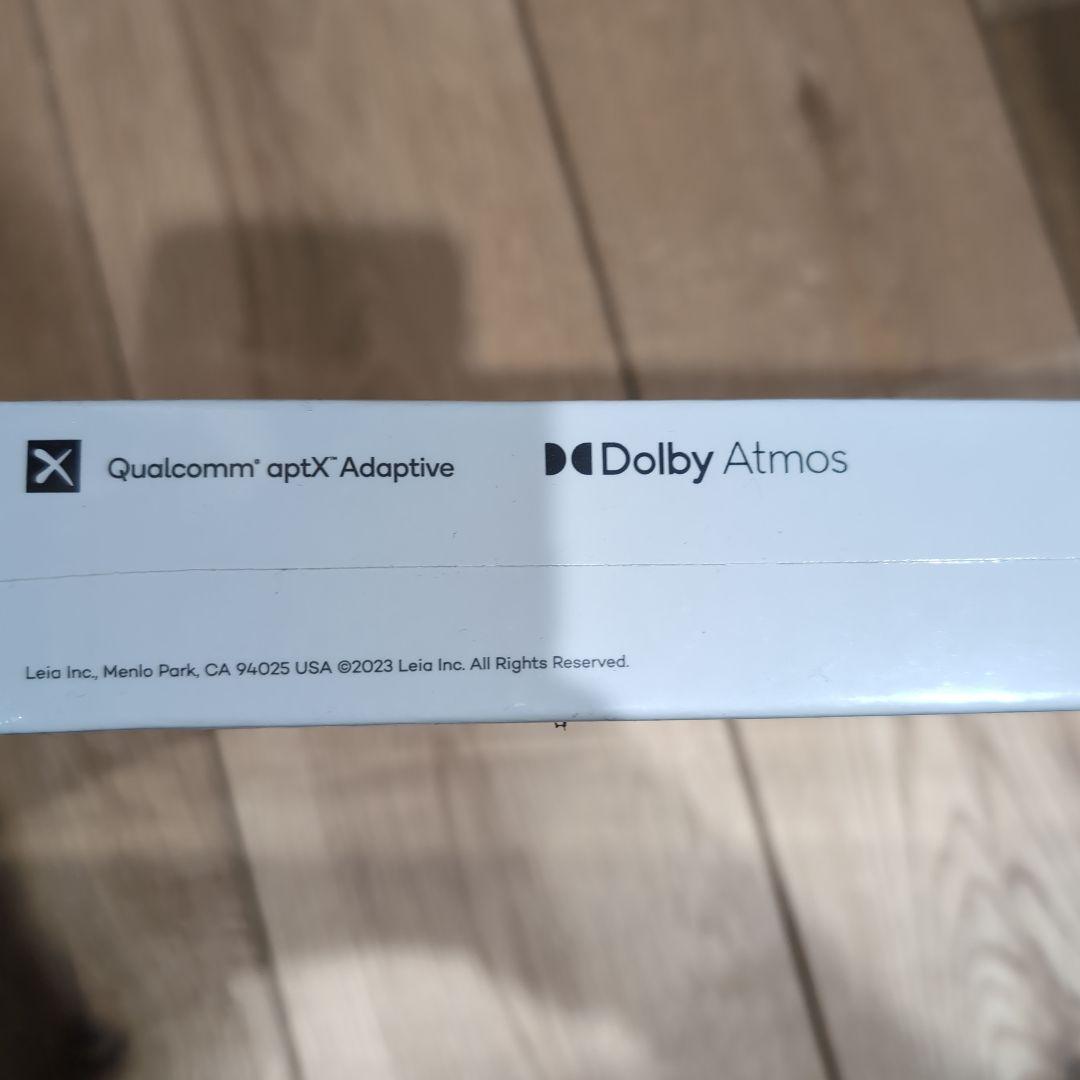 Qualcomm® aptX™ Adaptive
Dolby Atmos
Leia Inc., Menlo Park, CA 94025 USA ©2023 Leia Inc. All Rights Reserved.